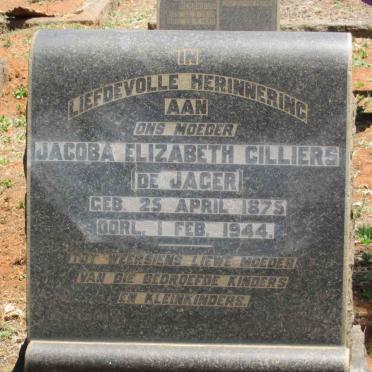 IN
LIEFDEVOLLE HERINNERING
AAN
ONS MOEDER
JACOBA ELIZABETH CILLIERS
(DE JAGER)
GEB. 25 APRIL 1875
OORL. 1 FEB. 1944.
TOT WEERSIENS LIEWE MOEDER
VAN DIE BEDROEFDE KINDERS
EN KLEINKINDERS.